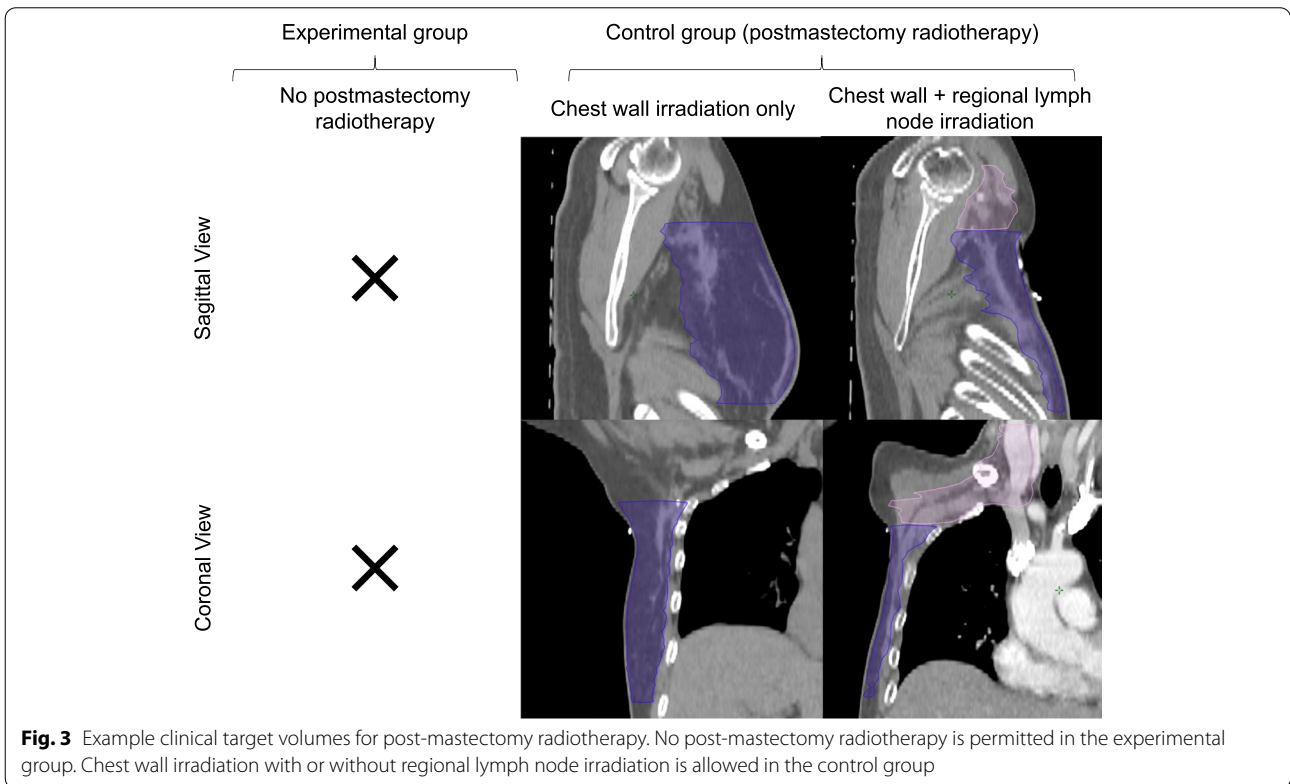 Experimental group
Control group (postmastectomy radiotherapy)
No postmastectomy
radiotherapy
Chest wall irradiation only
Chest wall + regional lymph
node irradiation
Sagittal View
Coronal View
Fig. 3 Example clinical target volumes for post-mastectomy radiotherapy. No post-mastectomy radiotherapy is permitted in the experimental
group. Chest wall irradiation with or without regional lymph node irradiation is allowed in the control group